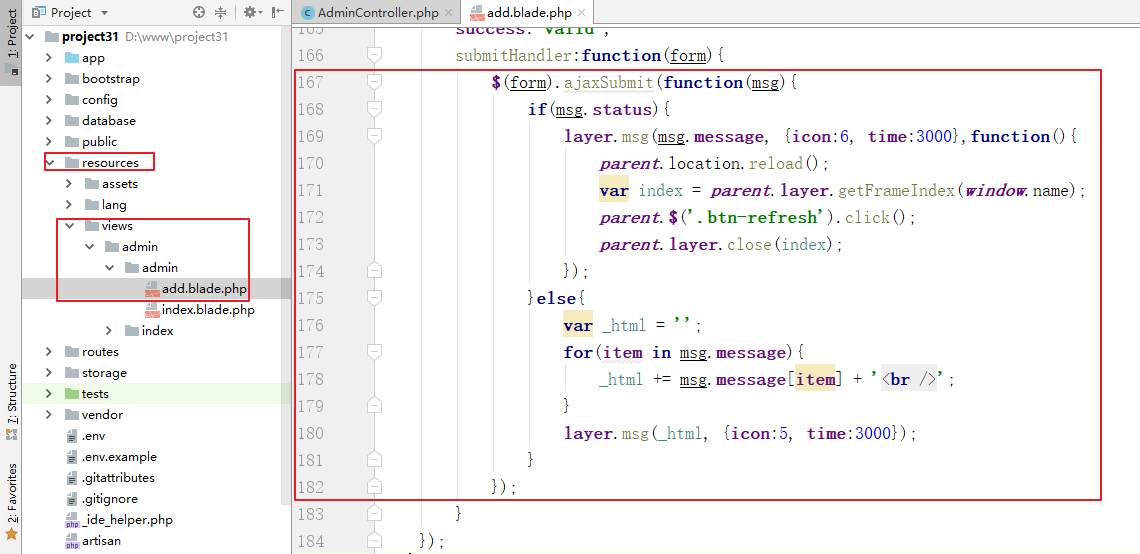 1: Project
7: Structure
2: Favorites
Project
project31 D:\www\project31
app
bootstrap
config
database
public
resources
assets
lang
views
admin
admin
add.blade.php
index.blade.php
index
routes
storage
tests
vendor
.env
.env.example
.gitattributes
.gitignore
_ide_helper.php
artisan
AdminController.php
add.blade.php
165 success:"valid",
166 submitHandler:function(form){
167 $(form).ajaxSubmit(function(msg){
168 if(msg.status){
169 layer.msg(msg.message, {icon:6, time:3000},function(){
170 parent.location.reload();
171 var index = parent.layer.getFrameIndex(window.name);
172 parent.$('.btn-refresh').click();
173 parent.layer.close(index);
174 });
175 }else{
176 var _html = '';
177 for(item in msg.message){
178 _html += msg.message[item] + '<br />';
179 }
180 layer.msg(_html, {icon:5, time:3000});
181 }
182 });
183 }
184 });